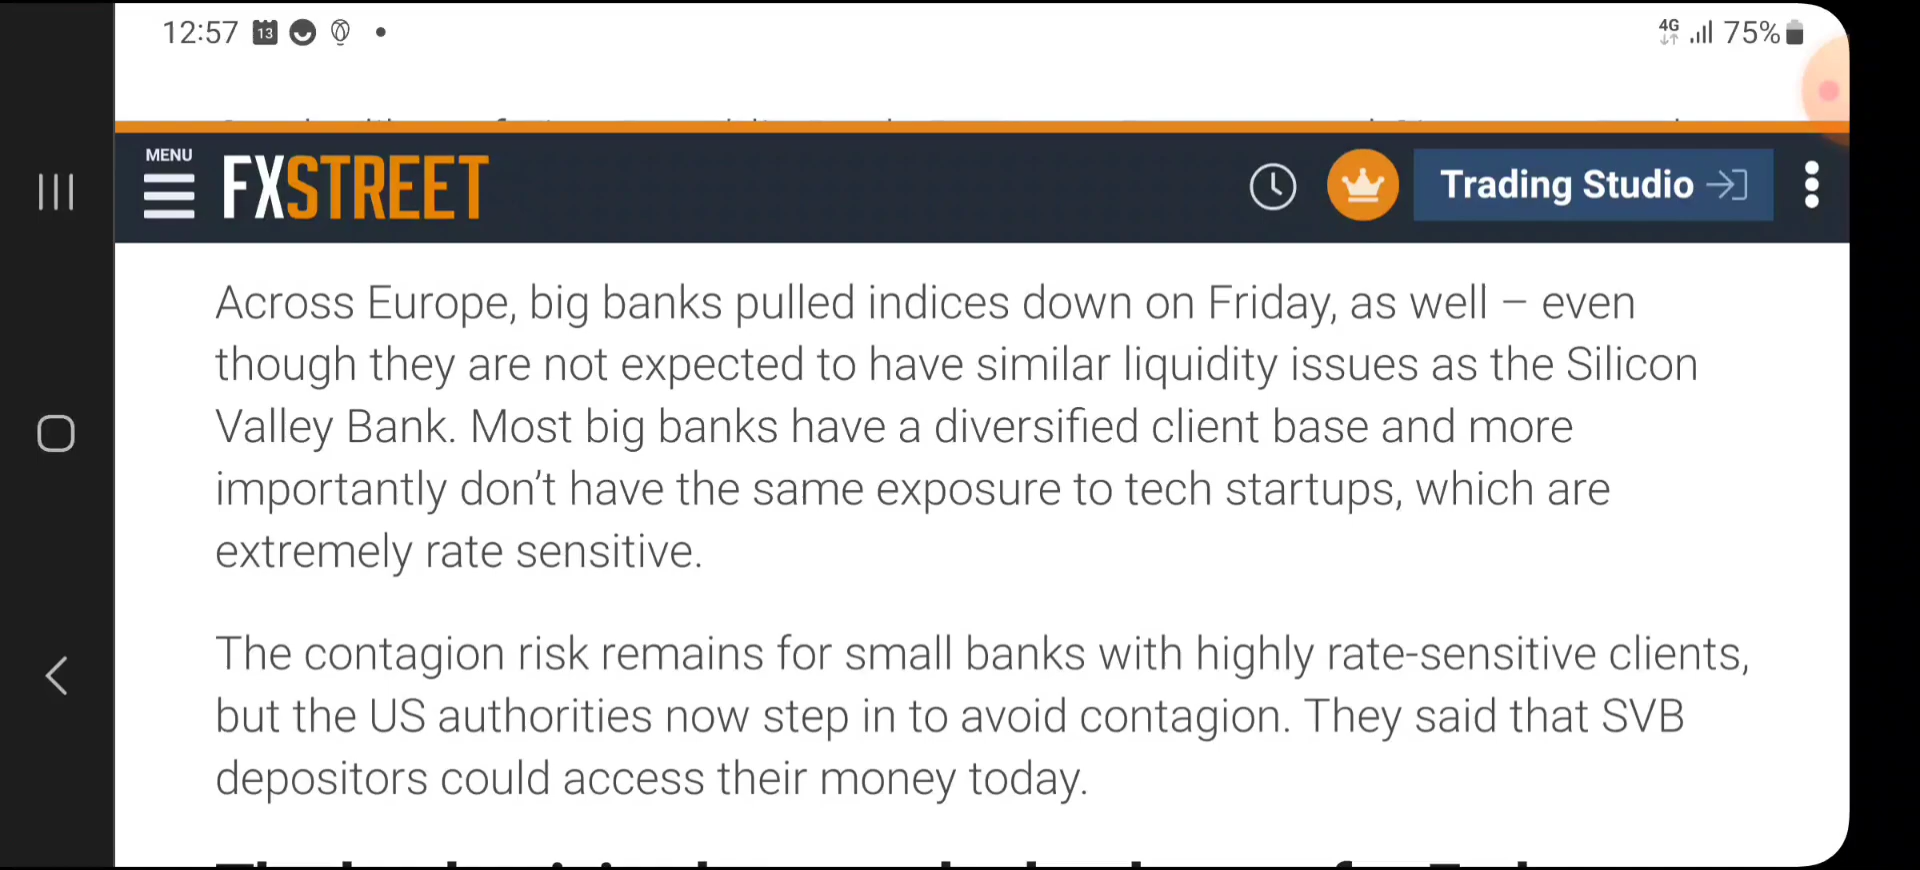 12:57 13 4G 75%
MENU
FXSTREET Trading Studio
Across Europe, big banks pulled indices down on Friday, as well – even
though they are not expected to have similar liquidity issues as the Silicon
Valley Bank. Most big banks have a diversified client base and more
importantly don’t have the same exposure to tech startups, which are
extremely rate sensitive.
The contagion risk remains for small banks with highly rate-sensitive clients,
but the US authorities now step in to avoid contagion. They said that SVB
depositors could access their money today.